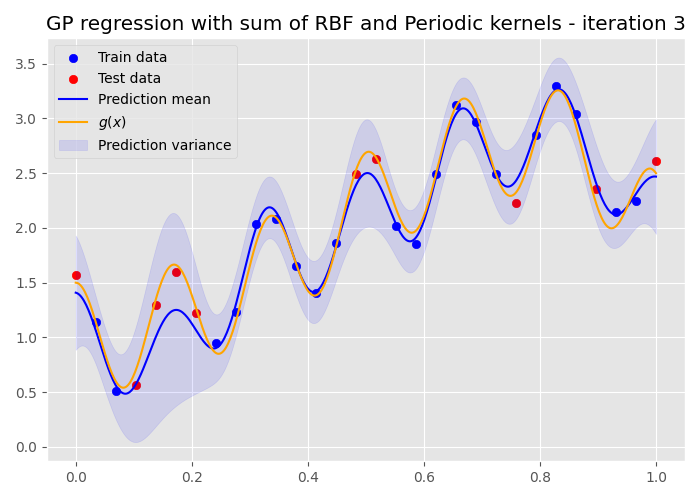 GP regression with sum of RBF and Periodic kernels - iteration 3
Train data
Test data
Prediction mean
g(x)
Prediction variance
3.5
3.0
2.5
2.0
1.5
1.0
0.5
0.0
0.0 0.2 0.4 0.6 0.8 1.0